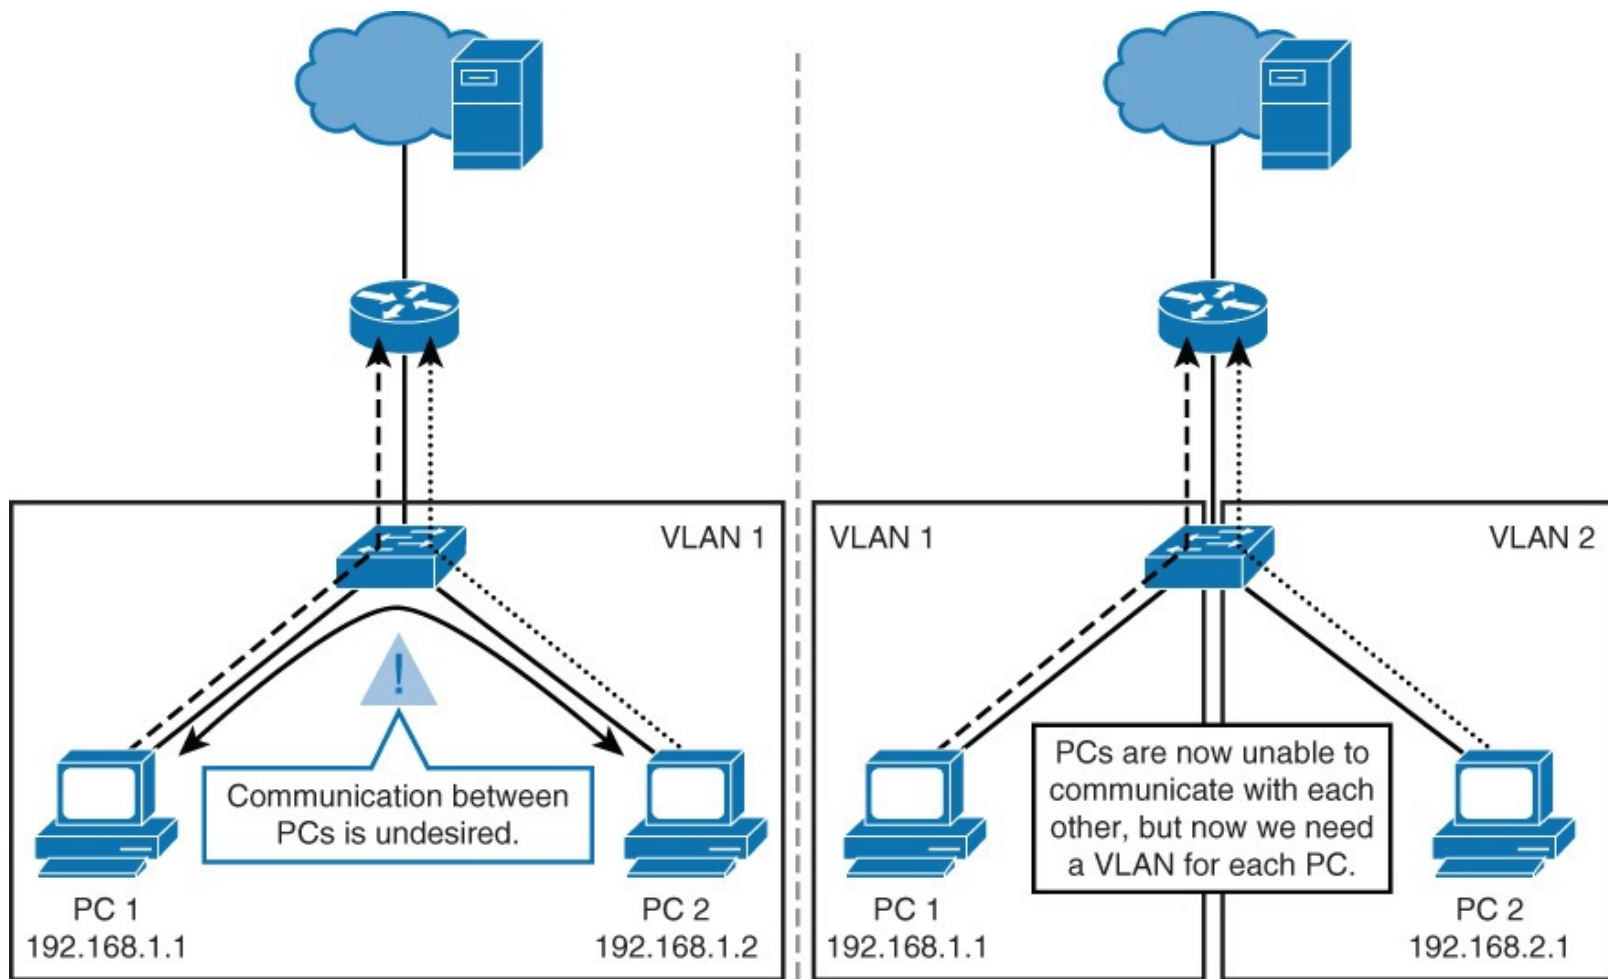 VLAN 1
!
Communication between
PCs is undesired.
PC 1
192.168.1.1
PC 2
192.168.1.2
VLAN 1
VLAN 2
PCs are now unable to
communicate with each
other, but now we need
a VLAN for each PC.
PC 1
192.168.1.1
PC 2
192.168.2.1